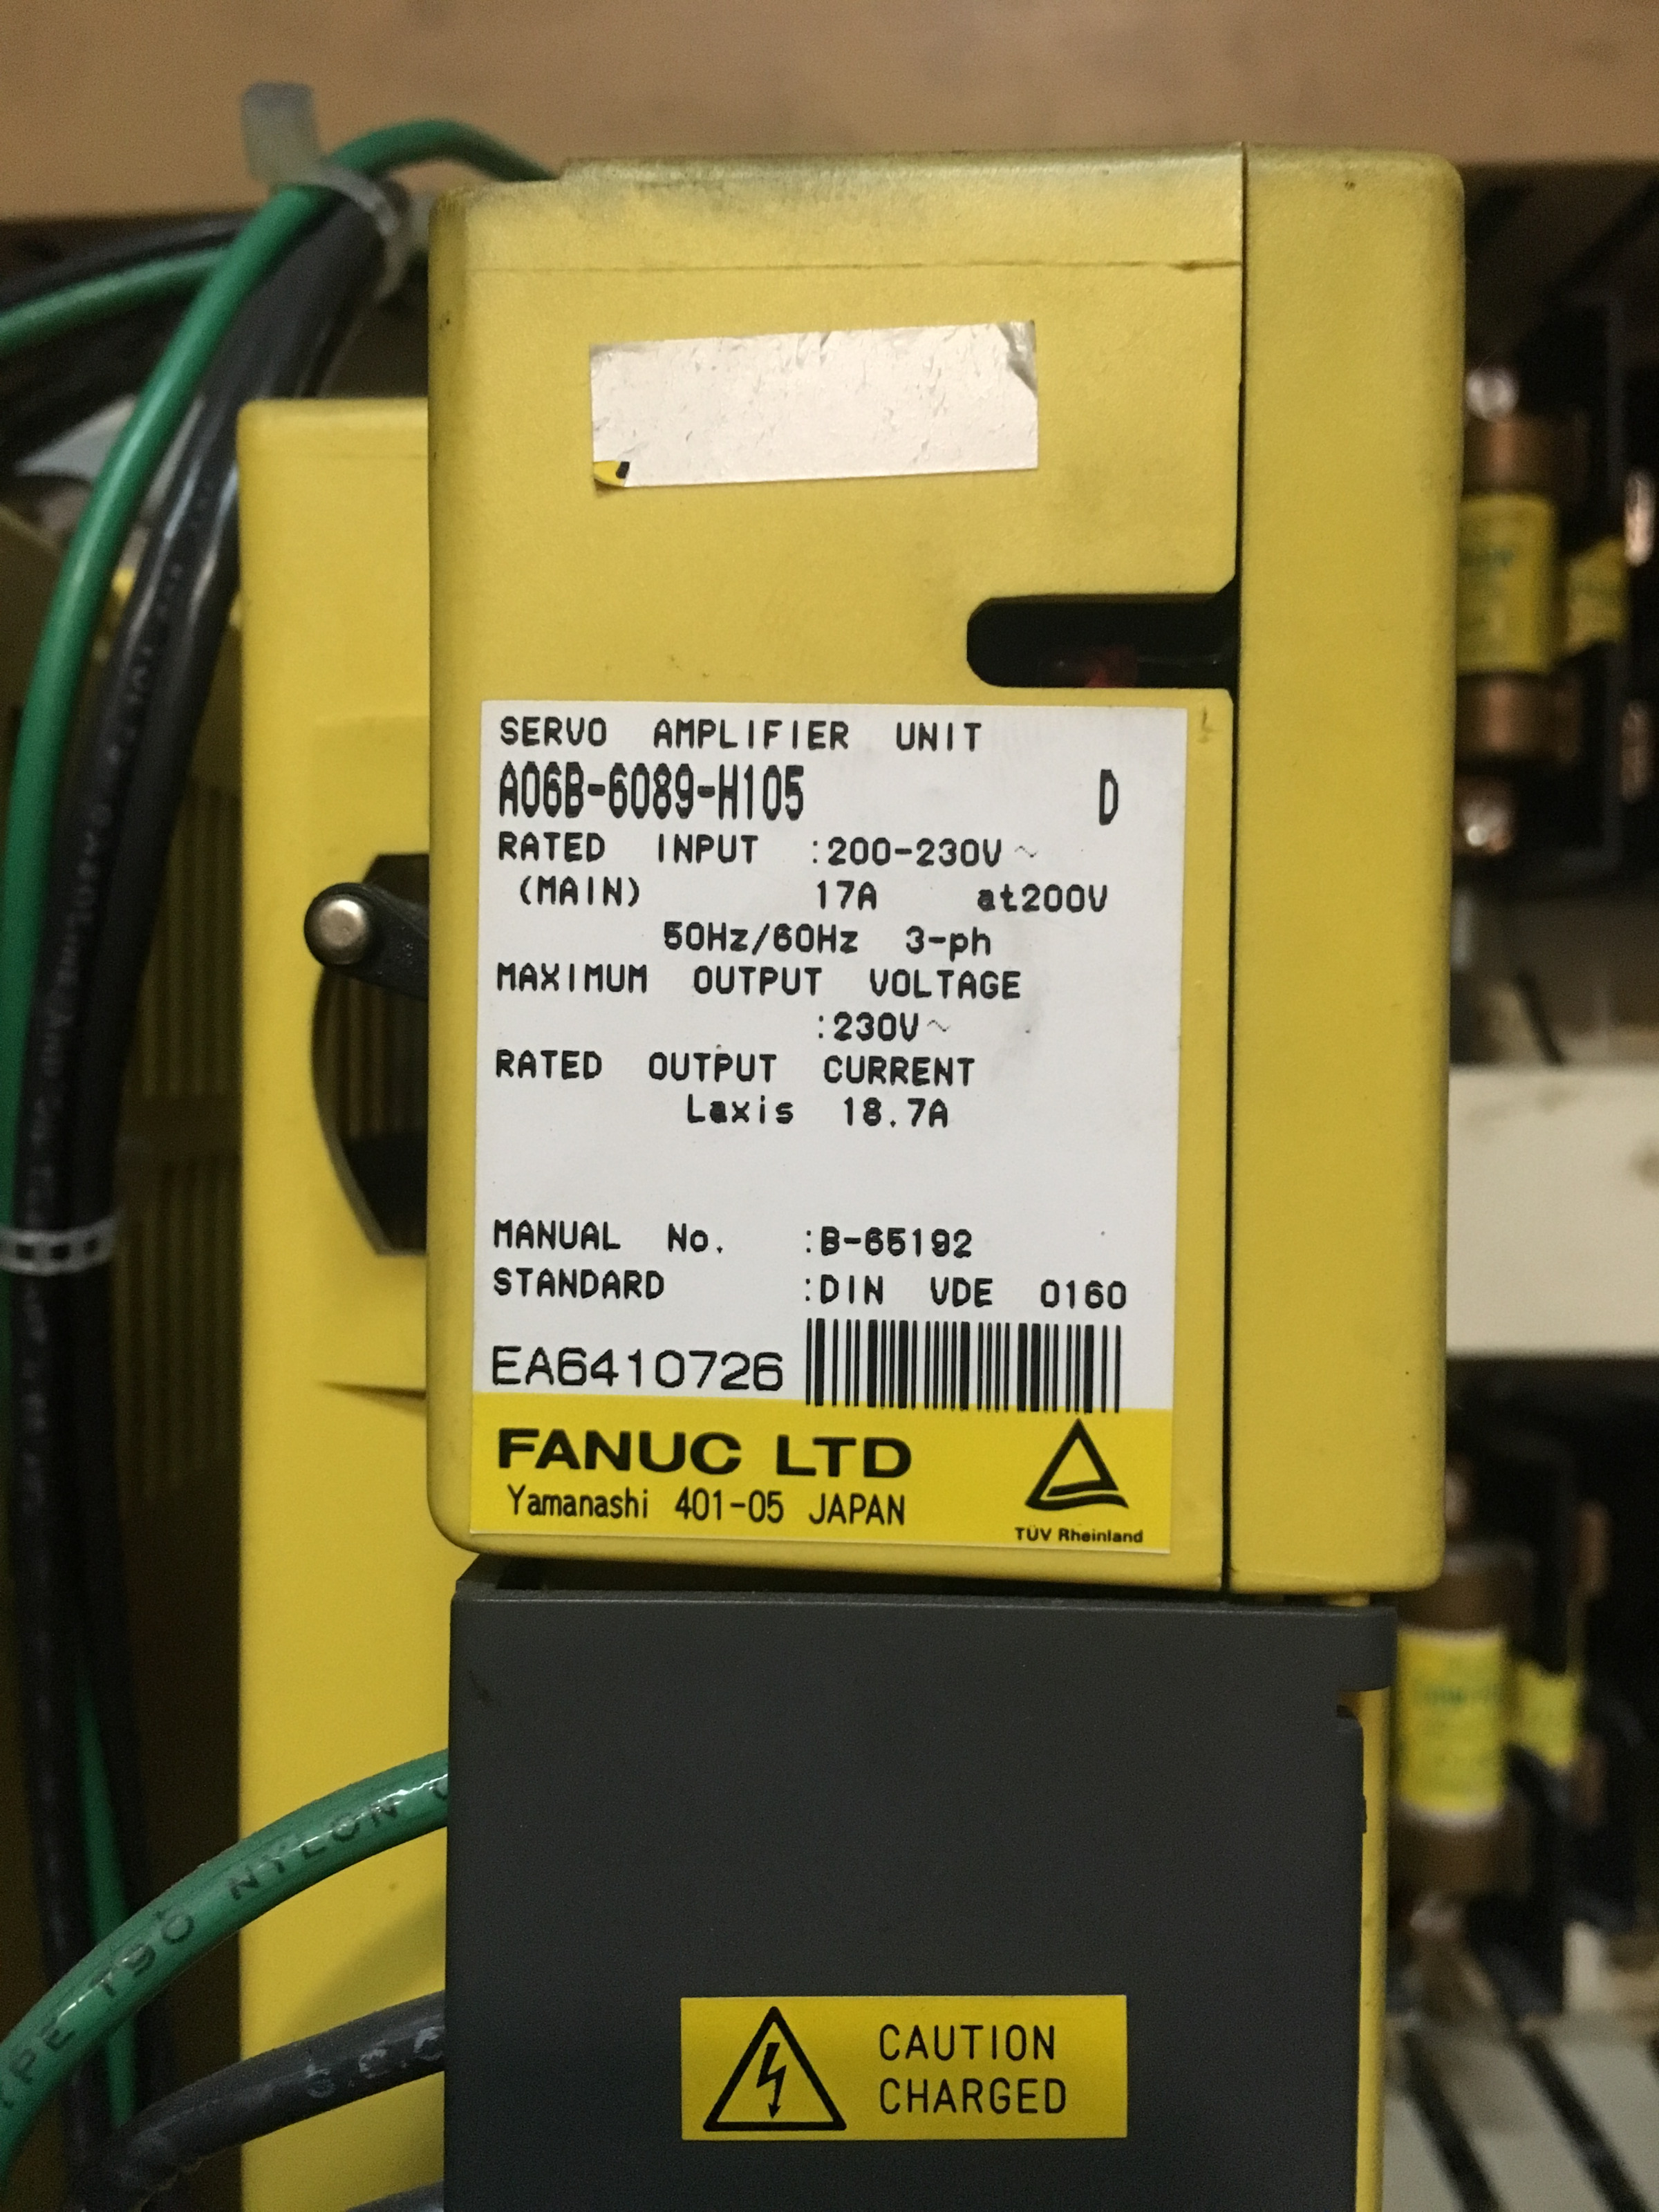 SERVO AMPLIFIER UNIT
A06B-6089-H105 D
RATED INPUT :200-230V~
(MAIN) 17A at200V
50Hz/60Hz 3-ph
MAXIMUM OUTPUT VOLTAGE
:230V~
RATED OUTPUT CURRENT
Laxis 18.7A
MANUAL No. :B-65192
STANDARD :DIN VDE 0160
EA6410726
FANUC LTD
Yamanashi 401-05 JAPAN
TÜV Rheinland
NYLON
T90
CAUTION
CHARGED